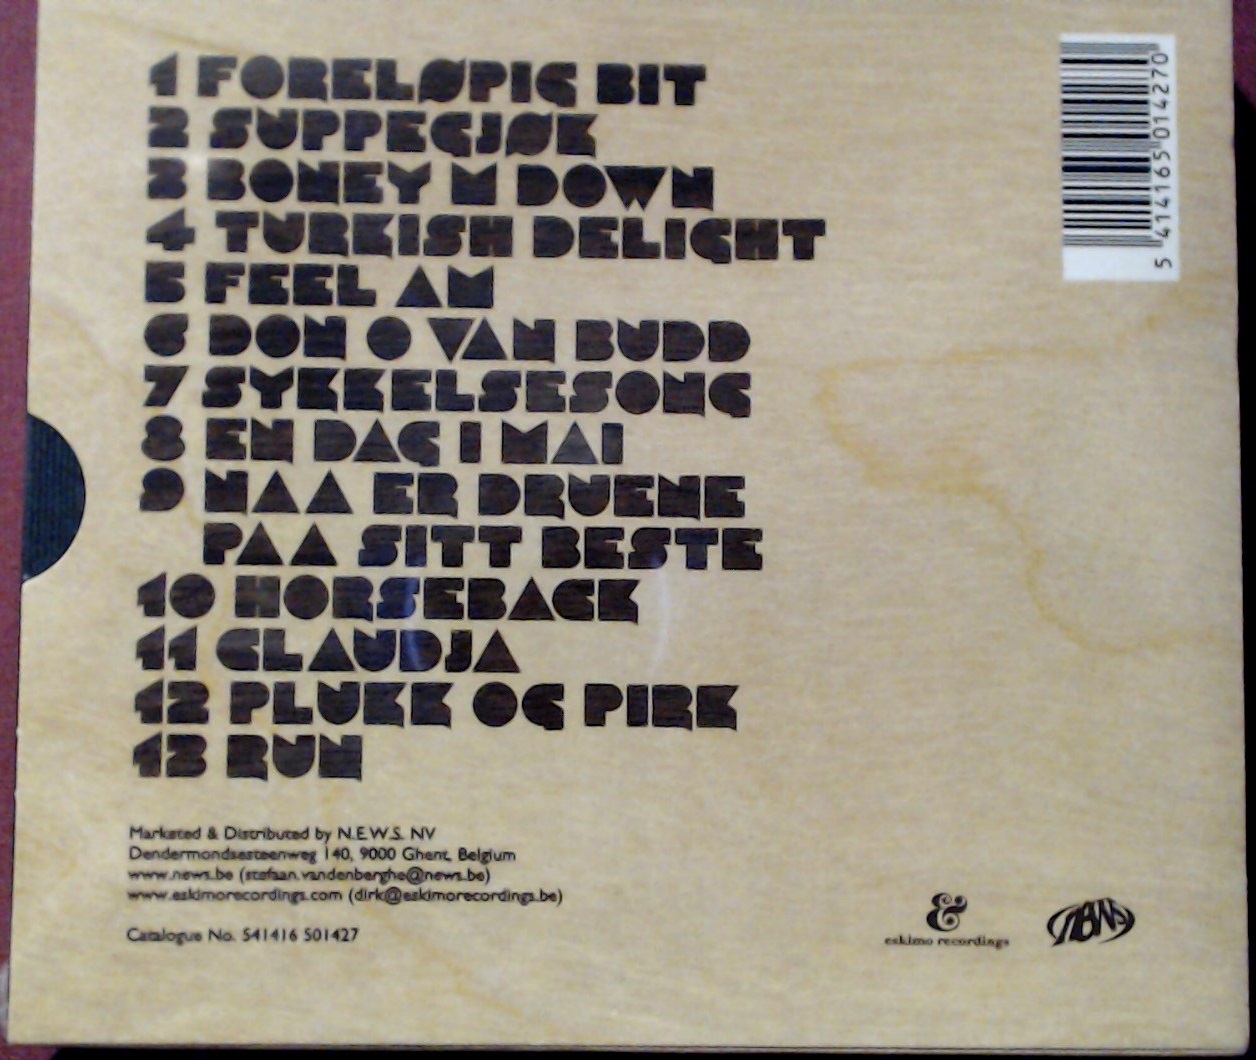 1 FORELØPIG BIT
2 SUPPEGJØK
3 BONEY M DOWN
4 TURKISH DELIGHT
5 FEEL AM
6 DON O VAN BUDD
7 SYKKELSESONG
8 EN DAG I MAI
9 NAA ER DRUENE
PAA SITT BESTE
10 HORSEBACK
11 CLAUDJA
12 PLUKK OG PIRK
13 RUN
5 414165 014270
Marketed & Distributed by N.E.W.S. NV
Dendermondsesteenweg 140, 9000 Ghent, Belgium
www.news.be (stefaan.vandenberghe@news.be)
www.eskimorecordings.com (dirk@eskimorecordings.be)
Catalogue No. 541416 501427
&
eskimo recordings
news